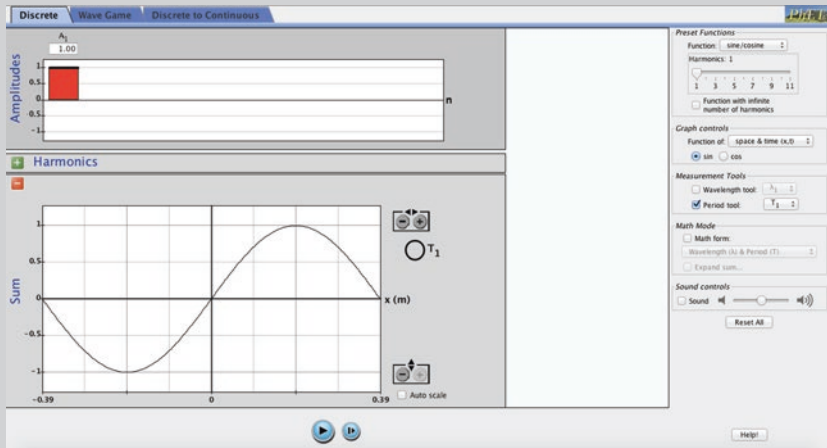 Discrete
Wave Game
Discrete to Continuous
PhET
A1
1.00
Amplitudes
1
0.5
0
-0.5
-1
n
Harmonics
Sum
1
0.5
0
-0.5
-1
-0.39
0
0.39
x (m)
T1
Auto scale
Preset Functions
Function: sine/cosine
Harmonics: 1
1 3 5 7 9 11
Function with infinite
number of harmonics
Graph controls
Function of: space & time (x,t)
sin cos
Measurement Tools
Wavelength tool: λ1
Period tool: T1
Math Mode
Math form:
Wavelength (λ) & Period (T)
Expand sum...
Sound controls
Sound
Reset All
Help!